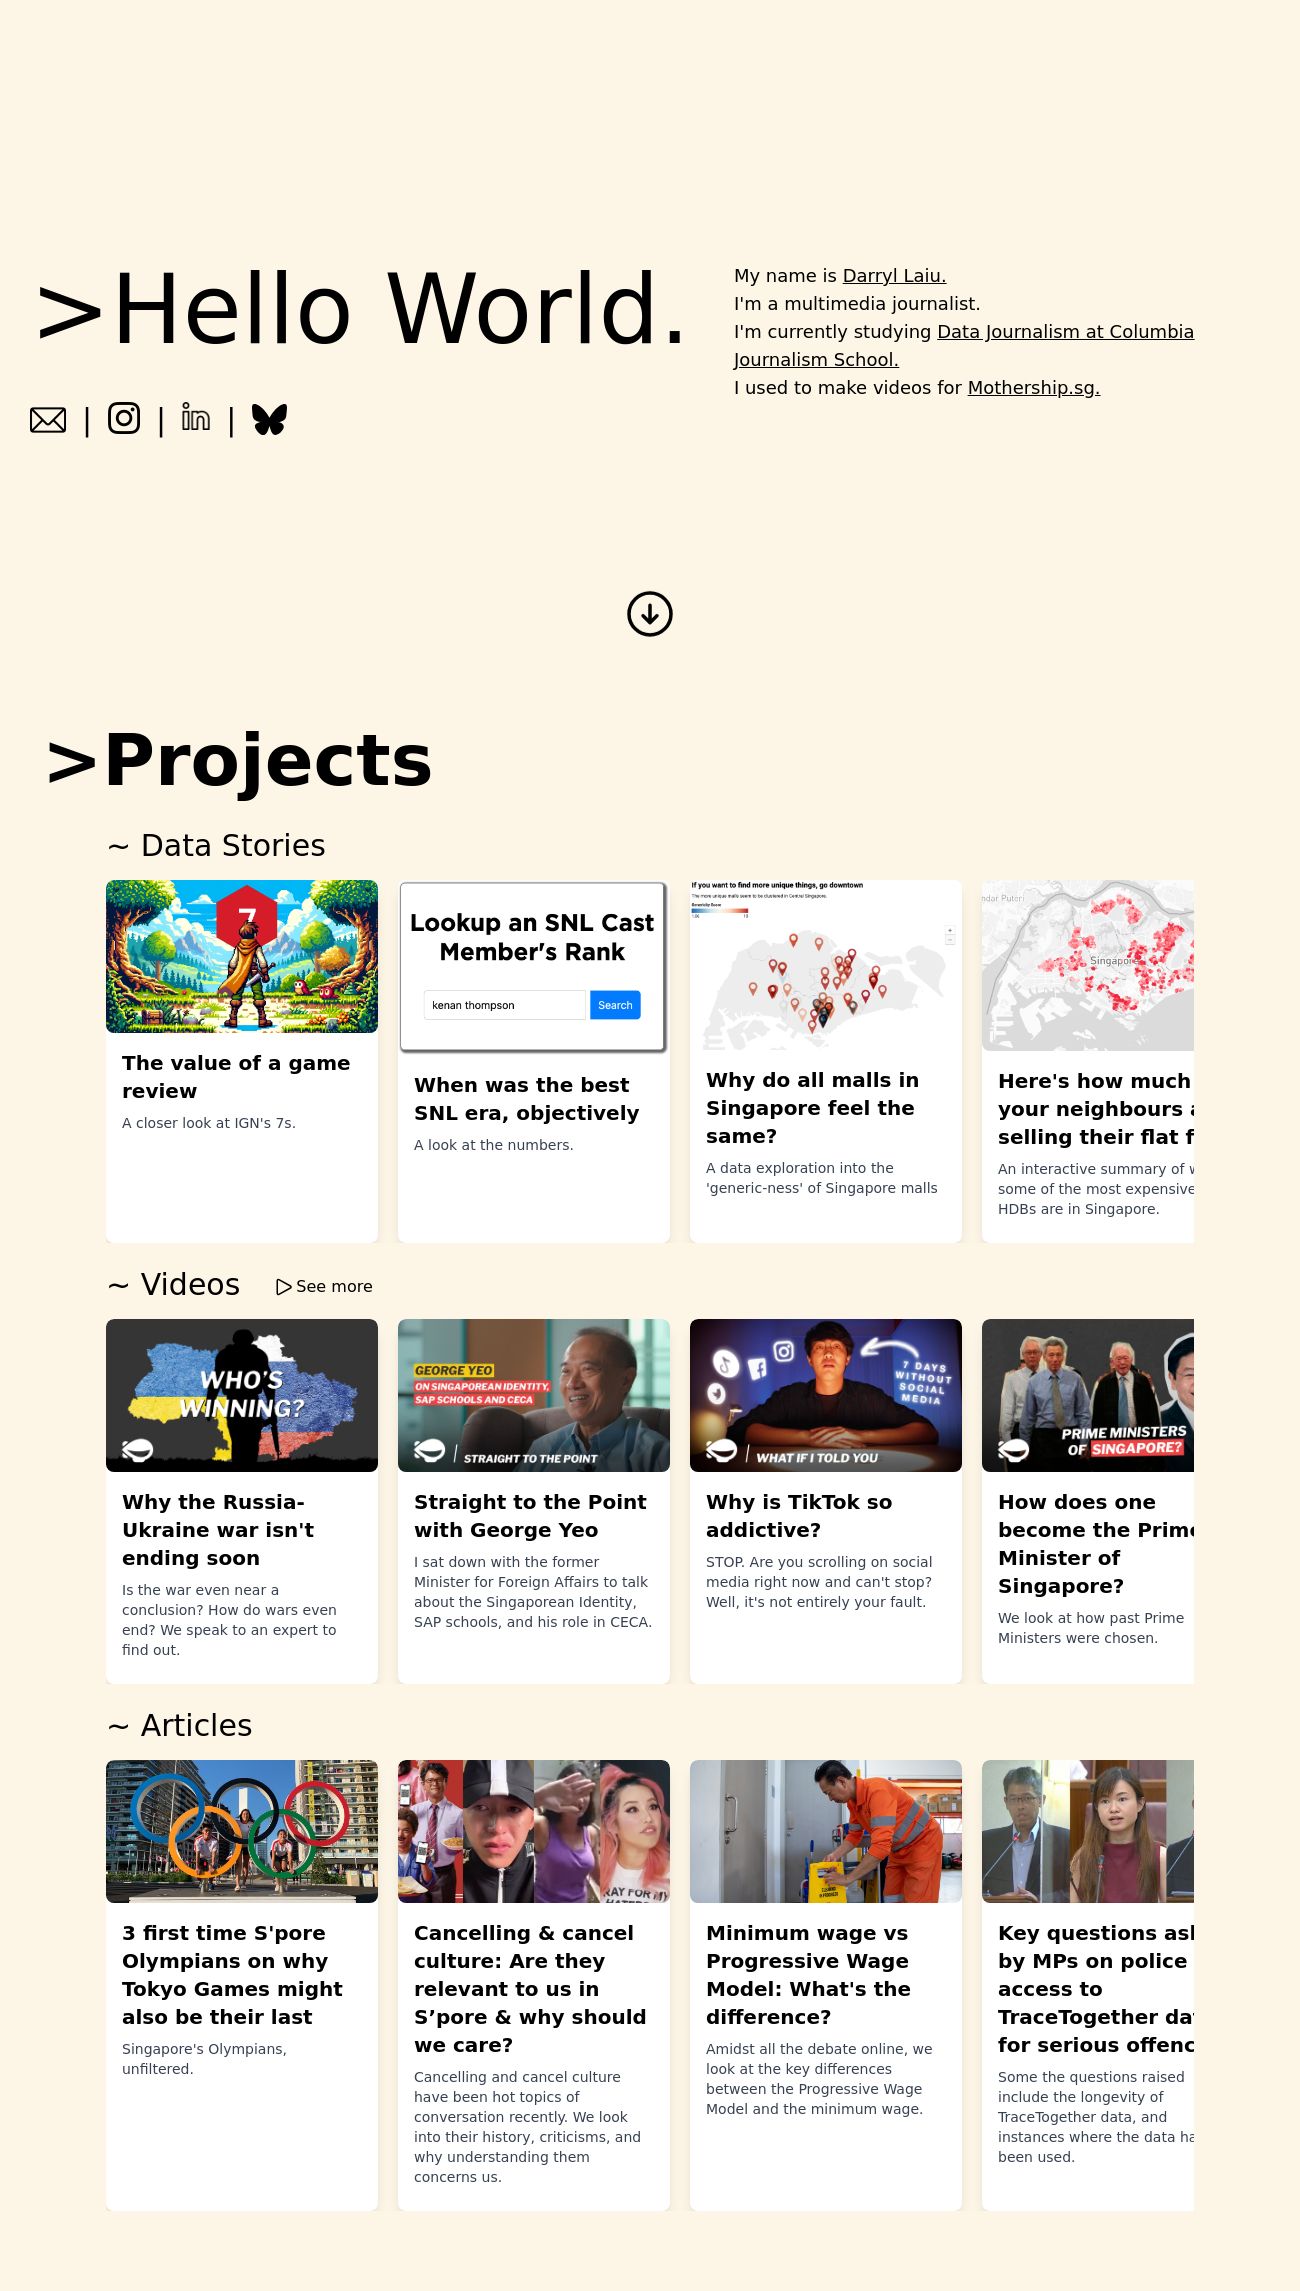 >Hello World.
My name is Darryl Laiu.
I'm a multimedia journalist.
I'm currently studying Data Journalism at Columbia
Journalism School.
I used to make videos for Mothership.sg.
| in | |
>Projects
~ Data Stories
7
The value of a game
review
A closer look at IGN's 7s.
Lookup an SNL Cast
Member's Rank
kenan thompson
Search
When was the best
SNL era, objectively
A look at the numbers.
If you want to find more unique things, go downtown
The more unique malls seem to be clustered in Central Singapore.
Why do all malls in
Singapore feel the
same?
A data exploration into the
'generic-ness' of Singapore malls
ndar Puteri
Singapore
Here's how much
your neighbours
selling their flat
An interactive summary of
some of the most expensive
HDBs are in Singapore.
~ Videos
See more
WHO'S
WINNING?
Why the Russia-
Ukraine war isn't
ending soon
Is the war even near a
conclusion? How do wars even
end? We speak to an expert to
find out.
GEORGE YEO
ON SINGAPOREAN IDENTITY,
SAP SCHOOLS AND CECA
STRAIGHT TO THE POINT
Straight to the Point
with George Yeo
I sat down with the former
Minister for Foreign Affairs to talk
about the Singaporean Identity,
SAP schools, and his role in CECA.
7 DAYS
WITHOUT
SOCIAL
MEDIA
WHAT IF I TOLD YOU
Why is TikTok so
addictive?
STOP. Are you scrolling on social
media right now and can't stop?
Well, it's not entirely your fault.
PRIME MINISTERS
OF SINGAPORE?
How does one
become the Prime
Minister of
Singapore?
We look at how past Prime
Ministers were chosen.
~ Articles
3 first time S'pore
Olympians on why
Tokyo Games might
also be their last
Singapore's Olympians,
unfiltered.
RAY FOR MY
Cancelling & cancel
culture: Are they
relevant to us in
S’pore & why should
we care?
Cancelling and cancel culture
have been hot topics of
conversation recently. We look
into their history, criticisms, and
why understanding them
concerns us.
Minimum wage vs
Progressive Wage
Model: What's the
difference?
Amidst all the debate online, we
look at the key differences
between the Progressive Wage
Model and the minimum wage.
Key questions
by MPs on police
access to
TraceTogether
for serious
Some the questions raised
include the longevity of
TraceTogether data, and
instances where the data
been used.